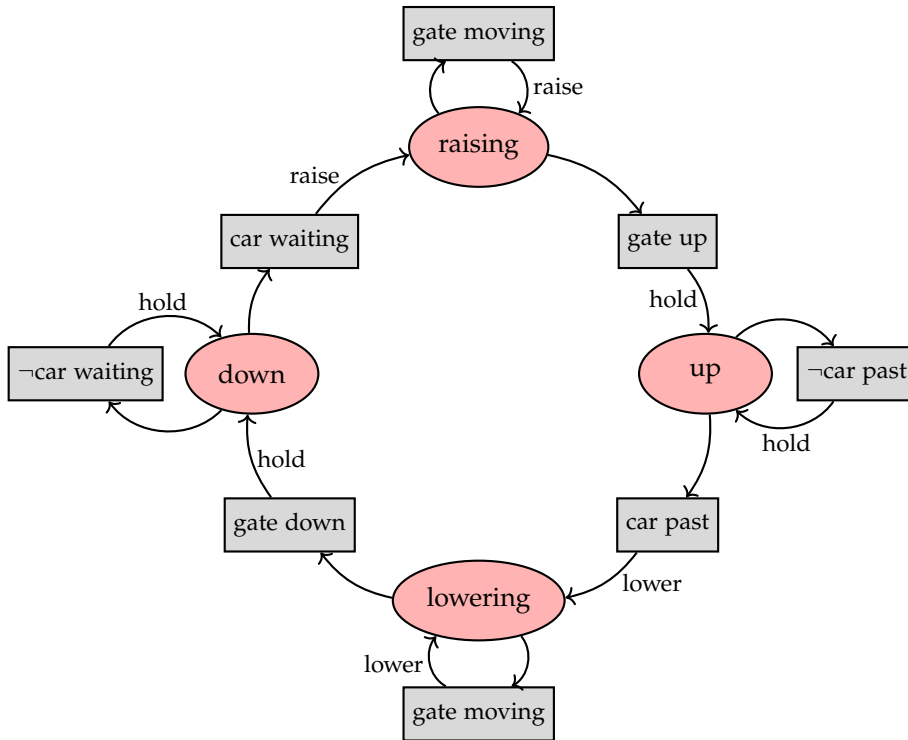 gate moving
raise
raising
raise
car waiting
gate up
hold
hold
¬car waiting
down
up
¬car past
hold
hold
gate down
car past
lowering
lower
lower
gate moving